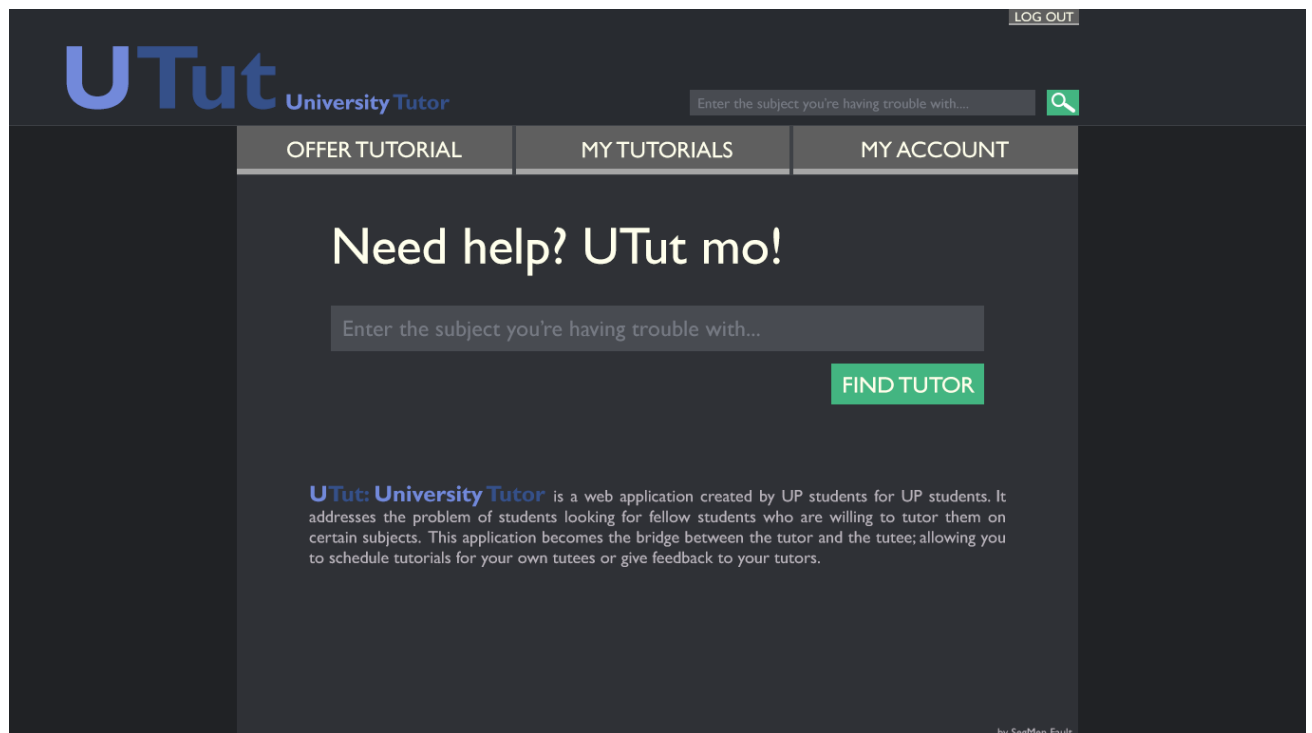 LOG OUT
UTut University Tutor
Enter the subject you're having trouble with....
OFFER TUTORIAL
MY TUTORIALS
MY ACCOUNT
Need help? UTut mo!
Enter the subject you're having trouble with...
FIND TUTOR
UTut: University Tutor is a web application created by UP students for UP students. It
addresses the problem of students looking for fellow students who are willing to tutor them on
certain subjects. This application becomes the bridge between the tutor and the tutee; allowing you
to schedule tutorials for your own tutees or give feedback to your tutors.
by SegMen Fault